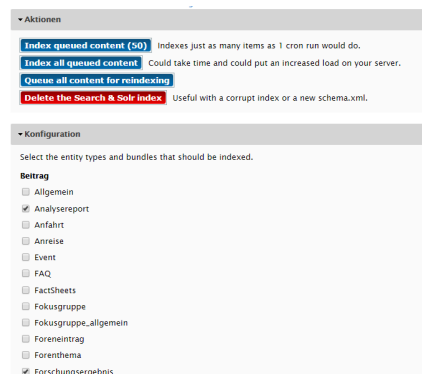 Aktionen
Index queued content (50) Indexes just as many items as 1 cron run would do.
Index all queued content Could take time and could put an increased load on your server.
Queue all content for reindexing
Delete the Search & Solr index Useful with a corrupt index or a new schema.xml.
Konfiguration
Select the entity types and bundles that should be indexed.
Beitrag
Allgemein
Analysereport
Anfahrt
Anreise
Event
FAQ
FactSheets
Fokusgruppe
Fokusgruppe_allgemein
Foreneintrag
Forenthema
Forschungsergebnis